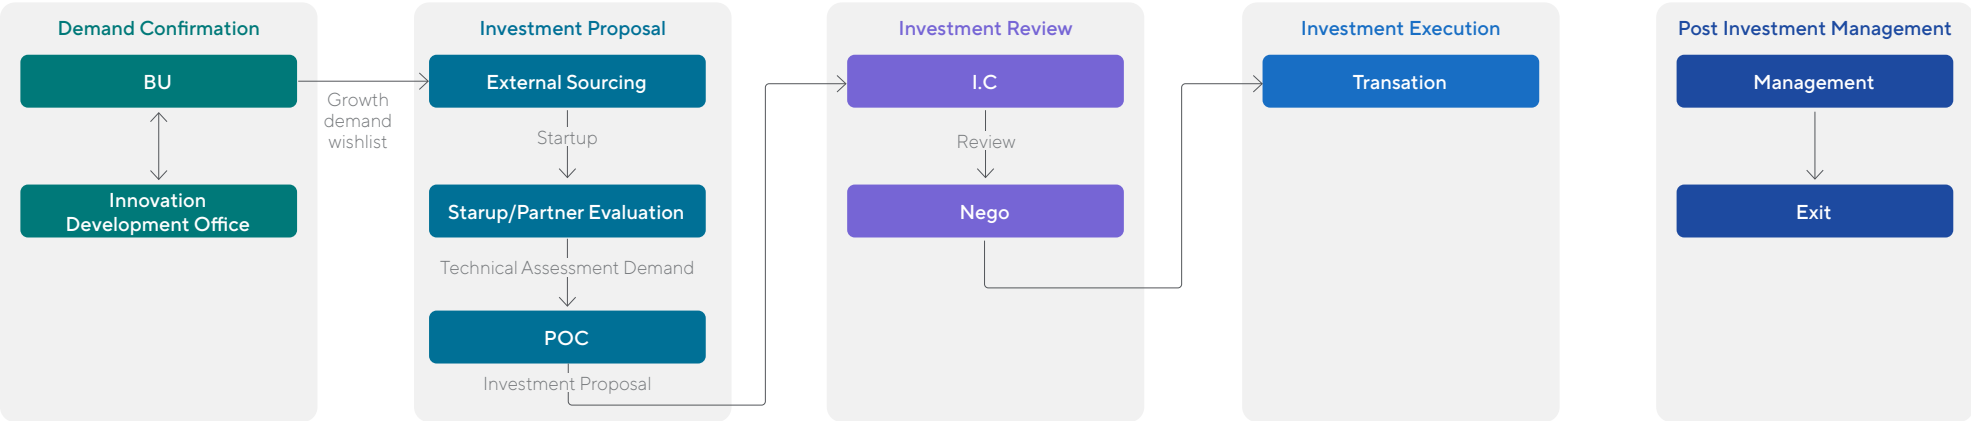 Demand Confirmation
BU
Innovation
Development Office
Growth
demand
wishlist
Investment Proposal
External Sourcing
Startup
Starup/Partner Evaluation
Technical Assessment Demand
POC
Investment Proposal
Investment Review
I.C
Review
Nego
Investment Execution
Transation
Post Investment Management
Management
Exit